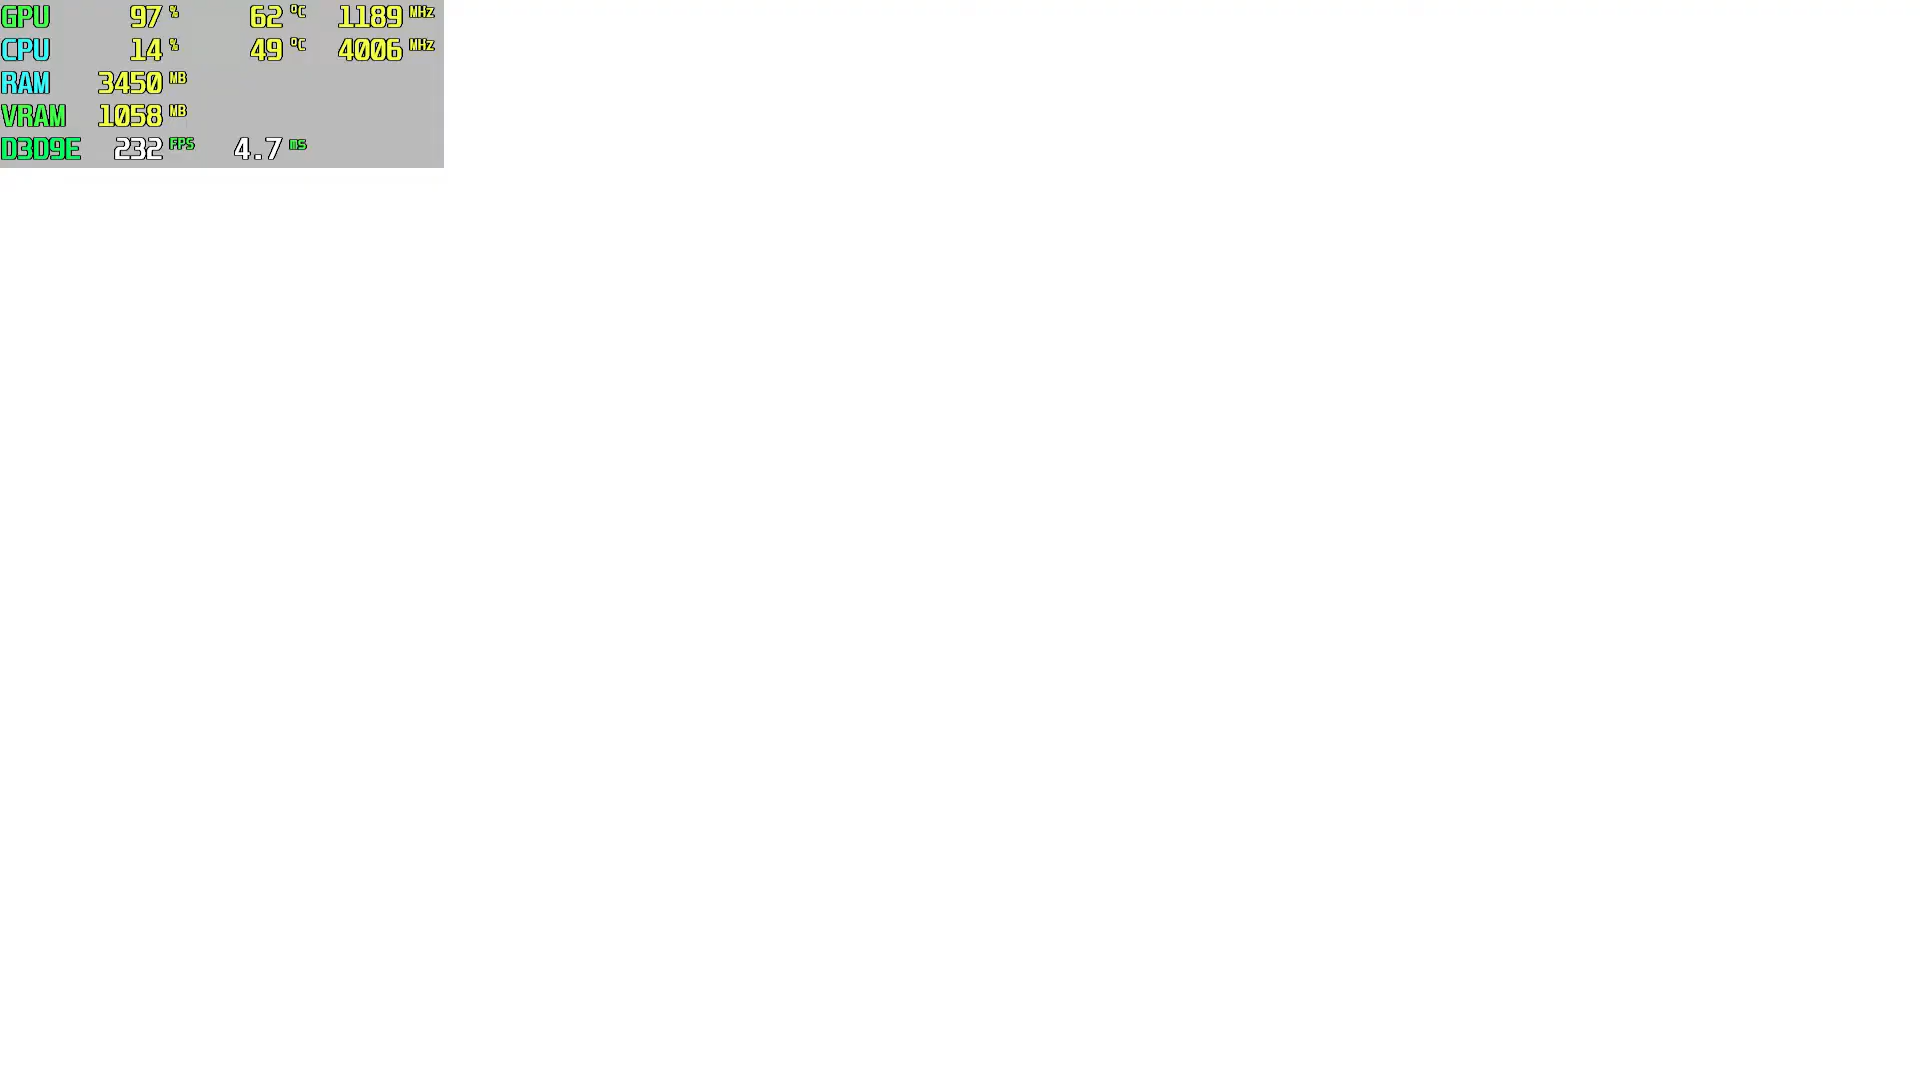 GPU 97 % 62 °C 1189 MHz
CPU 14 % 49 °C 4006 MHz
RAM 3450 MB
VRAM 1058 MB
D3D9E 232 FPS 4.7 ms